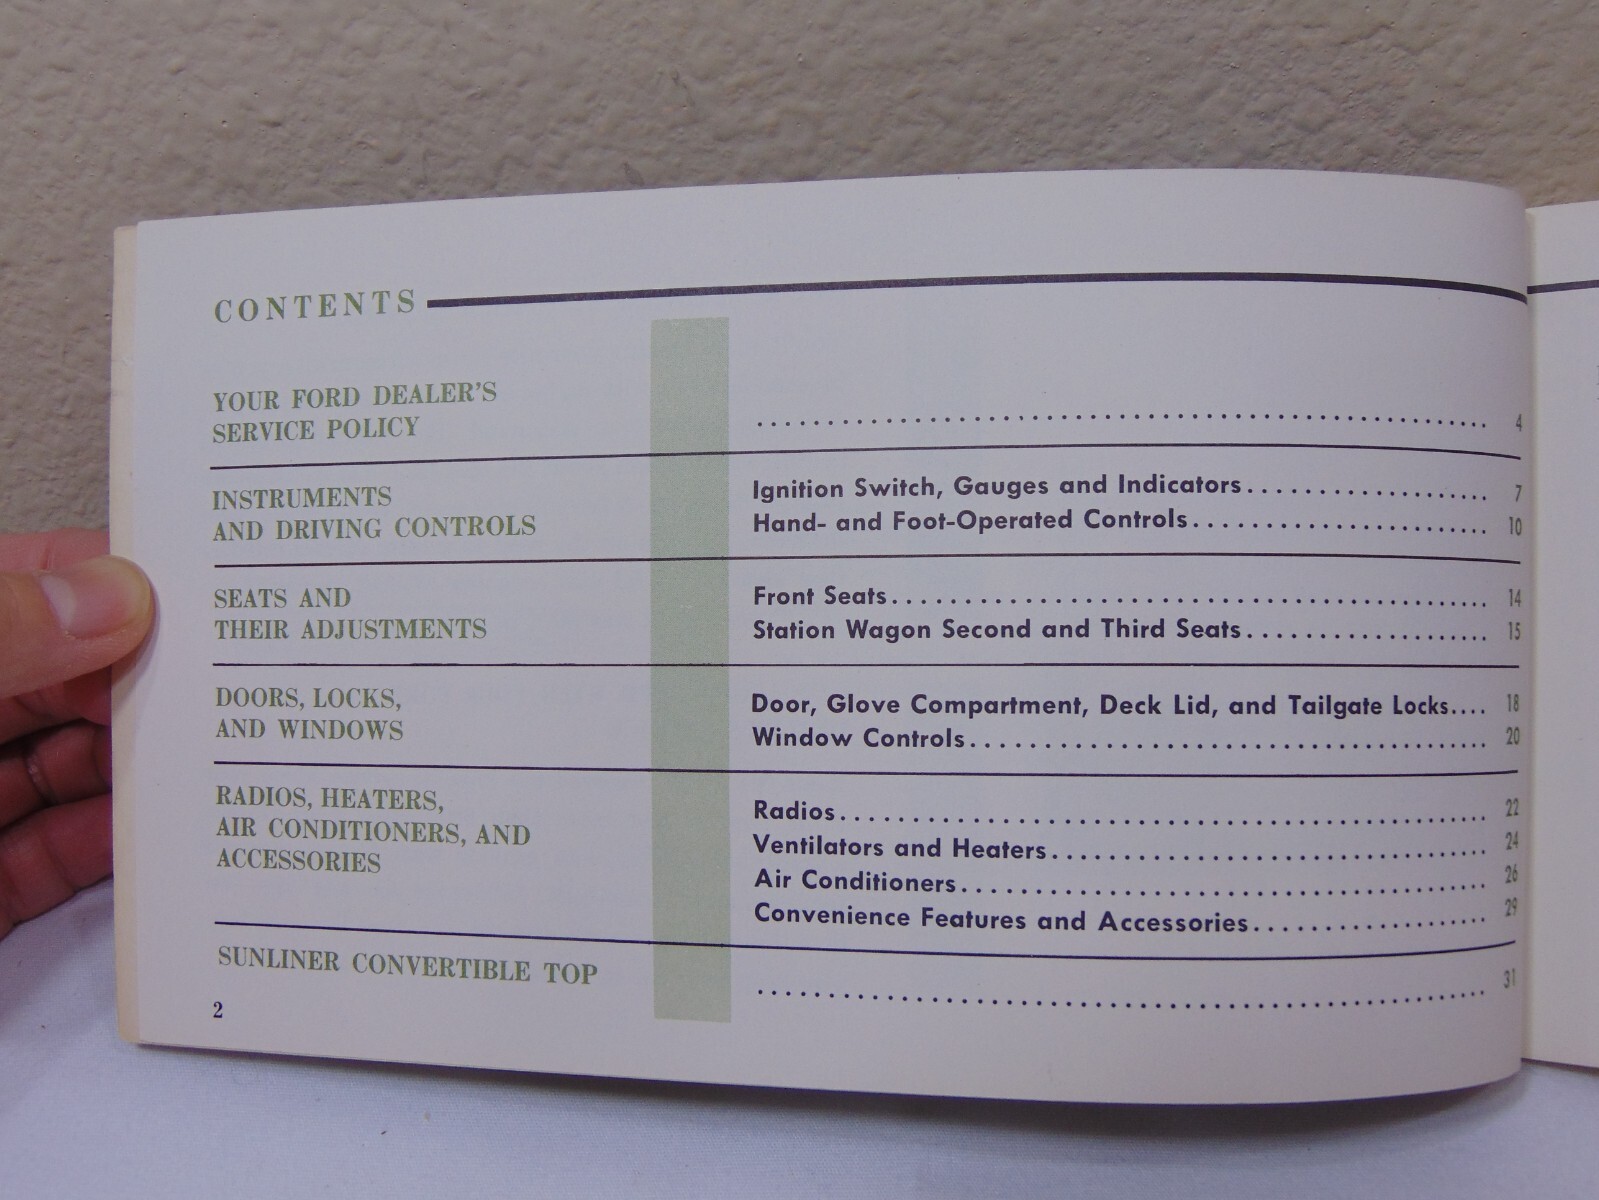 CONTENTS
YOUR FORD DEALER'S
SERVICE POLICY
........................................ 4
INSTRUMENTS
AND DRIVING CONTROLS
Ignition Switch, Gauges and Indicators.................... 7
Hand- and Foot-Operated Controls........................ 10
SEATS AND
THEIR ADJUSTMENTS
Front Seats.................................................. 14
Station Wagon Second and Third Seats.................... 15
DOORS, LOCKS,
AND WINDOWS
Door, Glove Compartment, Deck Lid, and Tailgate Locks.... 18
Window Controls........................................... 20
RADIOS, HEATERS,
AIR CONDITIONERS, AND
ACCESSORIES
Radios...................................................... 22
Ventilators and Heaters.................................... 24
Air Conditioners............................................ 26
Convenience Features and Accessories.................... 29
SUNLINER CONVERTIBLE TOP
........................................ 31
2